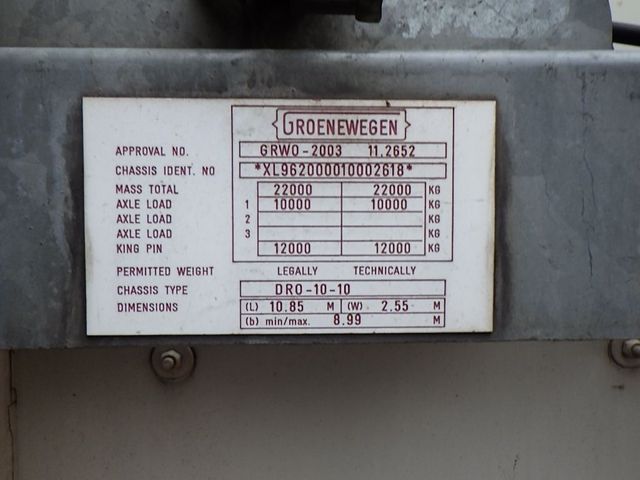 GROENEWEGEN
APPROVAL NO. GRWO-2003 11.2652
CHASSIS IDENT. NO *XL962000010002618*
MASS TOTAL 22000 22000 KG
AXLE LOAD 1 10000 10000 KG
AXLE LOAD 2 KG
AXLE LOAD 3 KG
KING PIN 12000 12000 KG
PERMITTED WEIGHT LEGALLY TECHNICALLY
CHASSIS TYPE DRO-10-10
DIMENSIONS (L) 10.85 M (W) 2.55 M
(b) min/max. 8.99 M